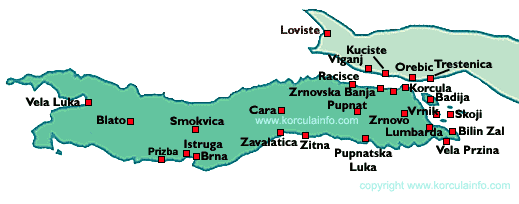 Loviste
Kuciste
Viganj
Orebic
Trestenica
Racisce
Zrnovska Banja
Korcula
Badija
Vela Luka
Cara
Pupnat
Vrnik
Skoji
www.korculainfo.com
Blato
Smokvica
Zrnovo
Lumbarda
Bilin Zal
Istruga
Zavalatica
Zitna
Vela Przina
Prizba
Brna
Pupnatska
Luka
copyright www.korculainfo.com